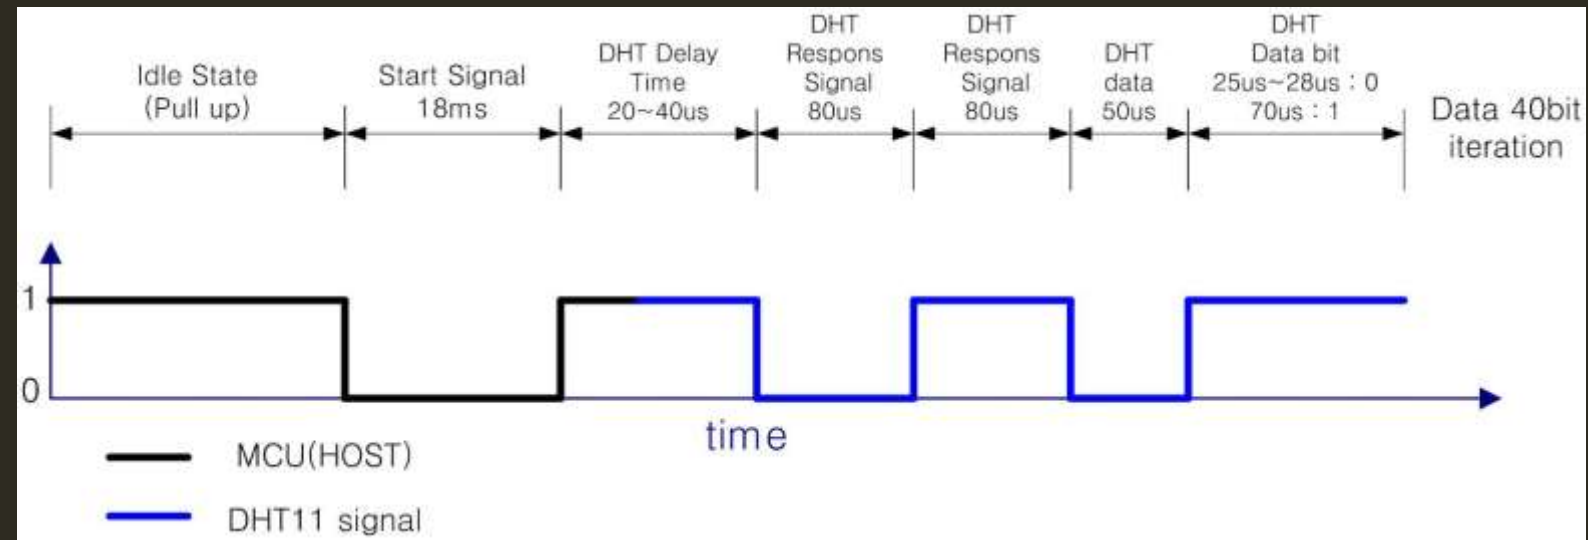 Idle State
(Pull up)
Start Signal
18ms
DHT Delay
Time
20~40us
DHT
Respons
Signal
80us
DHT
Respons
Signal
80us
DHT
data
50us
DHT
Data bit
25us~28us : 0
70us : 1
Data 40bit
iteration
1
0
time
MCU(HOST)
DHT11 signal